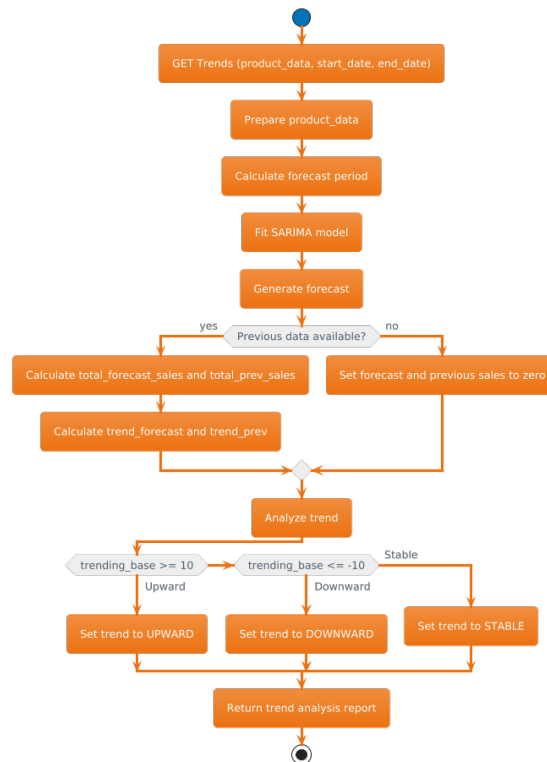 GET Trends (product_data, start_date, end_date)
Prepare product_data
Calculate forecast period
Fit SARIMA model
Generate forecast
yes
Previous data available?
no
Calculate total_forecast_sales and total_prev_sales
Set forecast and previous sales to zero
Calculate trend_forecast and trend_prev
Analyze trend
trending_base >= 10
trending_base <= -10
Stable
Upward
Downward
Set trend to UPWARD
Set trend to DOWNWARD
Set trend to STABLE
Return trend analysis report